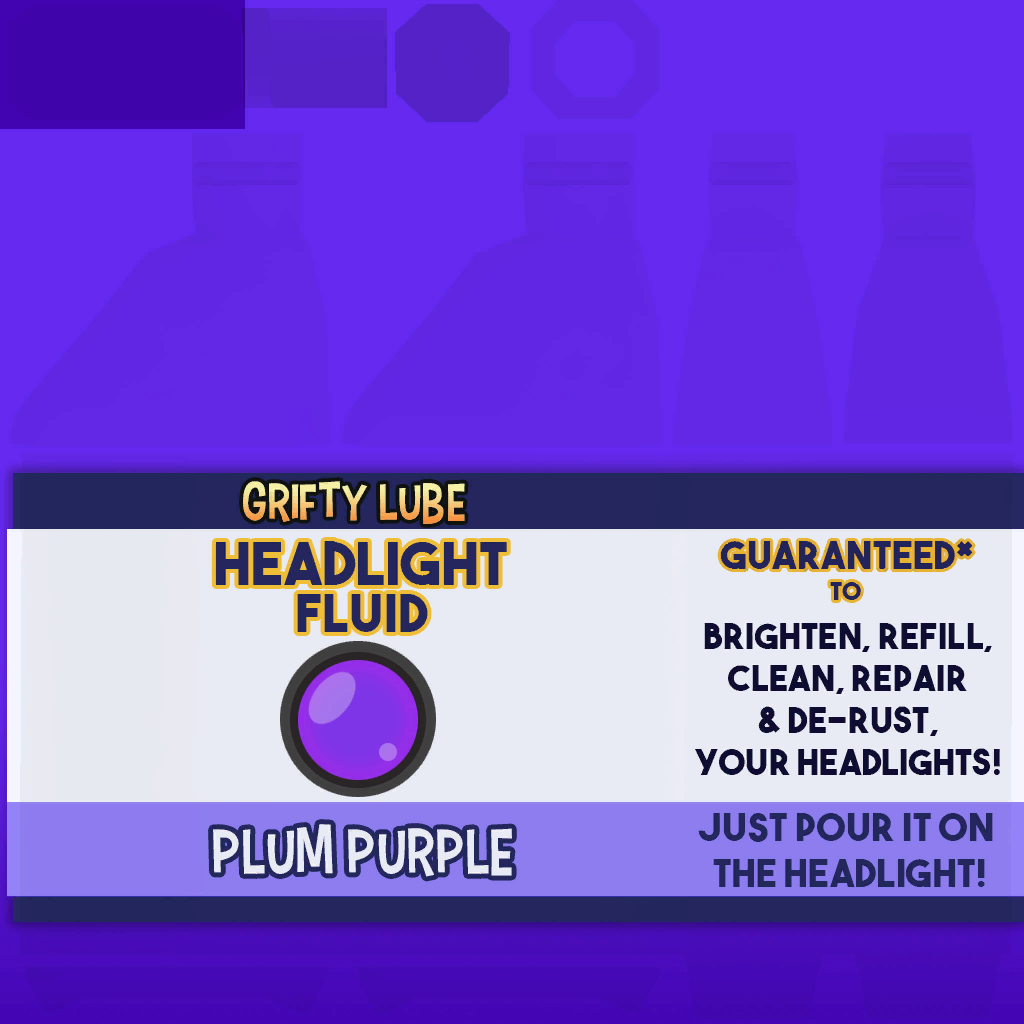 GRIFTY LUBE
HEADLIGHT
FLUID
PLUM PURPLE
GUARANTEED*
TO
BRIGHTEN, REFILL,
CLEAN, REPAIR
& DE-RUST,
YOUR HEADLIGHTS!
JUST POUR IT ON
THE HEADLIGHT!